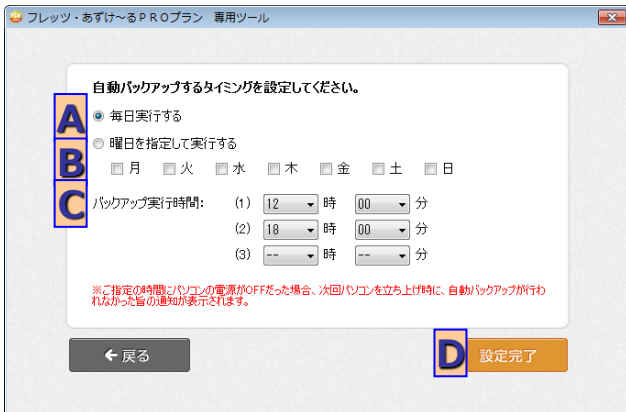 フレッツ・あずけ～るPROプラン 専用ツール
自動バックアップするタイミングを設定してください。
A 毎日実行する
曜日を指定して実行する
B 月 火 水 木 金 土 日
C バックアップ実行時間: (1) 12 時 00 分
(2) 18 時 00 分
(3) -- 時 -- 分
※ご指定の時間にパソコンの電源がOFFだった場合、次回パソコンを立ち上げ時に、自動バックアップが行わ
れなかった旨の通知が表示されます。
戻る D 設定完了